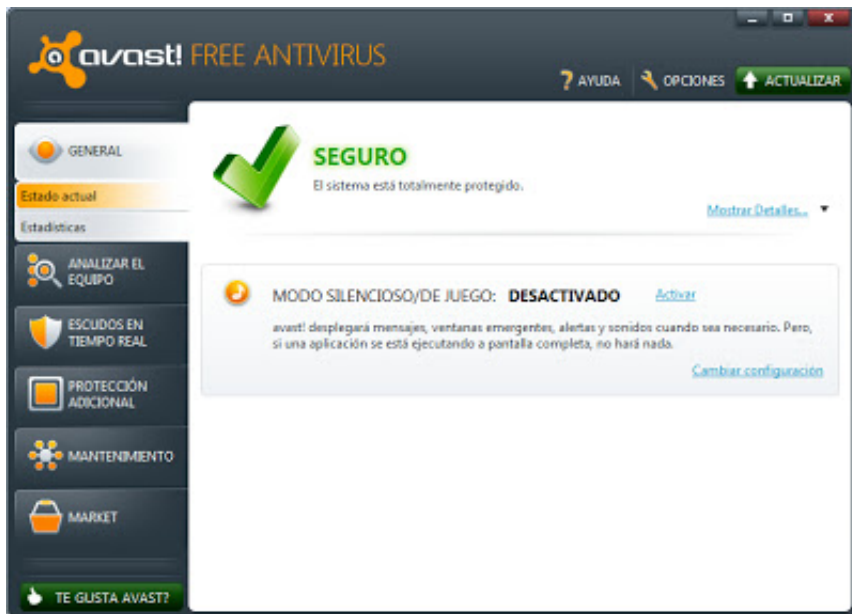 avast! FREE ANTIVIRUS
AYUDA
OPCIONES
ACTUALIZAR
GENERAL
Estado actual
Estadísticas
ANALIZAR EL
EQUIPO
ESCUDOS EN
TIEMPO REAL
PROTECCIÓN
ADICIONAL
MANTENIMIENTO
MARKET
TE GUSTA AVAST?
SEGURO
El sistema está totalmente protegido.
Mostrar Detalles...
MODO SILENCIOSO/DE JUEGO: DESACTIVADO Activar
avast! desplegará mensajes, ventanas emergentes, alertas y sonidos cuando sea necesario. Pero,
si una aplicación se está ejecutando a pantalla completa, no hará nada.
Cambiar configuración